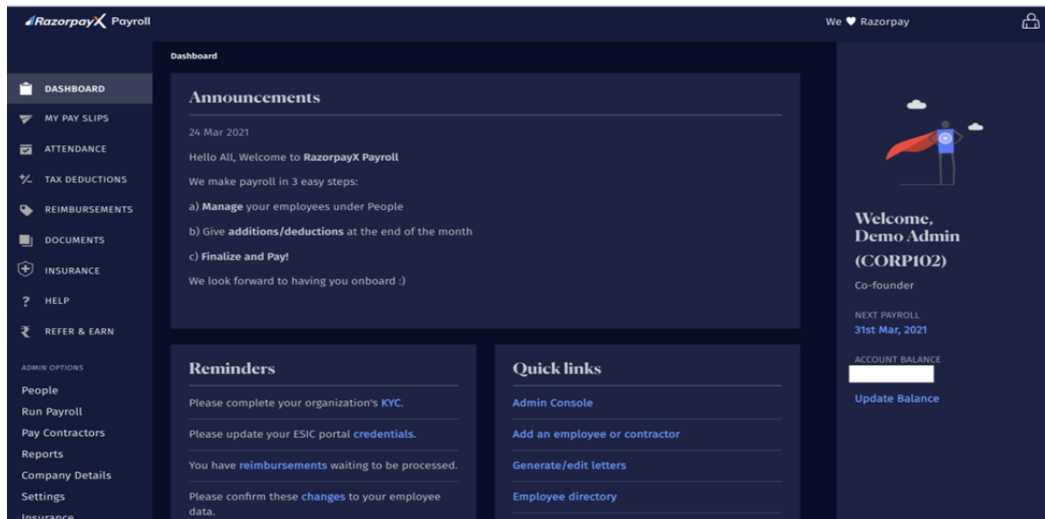 RazorpayX Payroll
We ♥ Razorpay
Dashboard
DASHBOARD
MY PAY SLIPS
ATTENDANCE
TAX DEDUCTIONS
REIMBURSEMENTS
DOCUMENTS
INSURANCE
HELP
REFER & EARN
ADMIN OPTIONS
People
Run Payroll
Pay Contractors
Reports
Company Details
Settings
Insurance
Announcements
24 Mar 2021
Hello All, Welcome to RazorpayX Payroll
We make payroll in 3 easy steps:
a) Manage your employees under People
b) Give additions/deductions at the end of the month
c) Finalize and Pay!
We look forward to having you onboard :)
Reminders
Please complete your organization's KYC.
Please update your ESIC portal credentials.
You have reimbursements waiting to be processed.
Please confirm these changes to your employee
data.
Quick links
Admin Console
Add an employee or contractor
Generate/edit letters
Employee directory
Welcome,
Demo Admin
(CORP102)
Co-founder
NEXT PAYROLL
31st Mar, 2021
ACCOUNT BALANCE
Update Balance